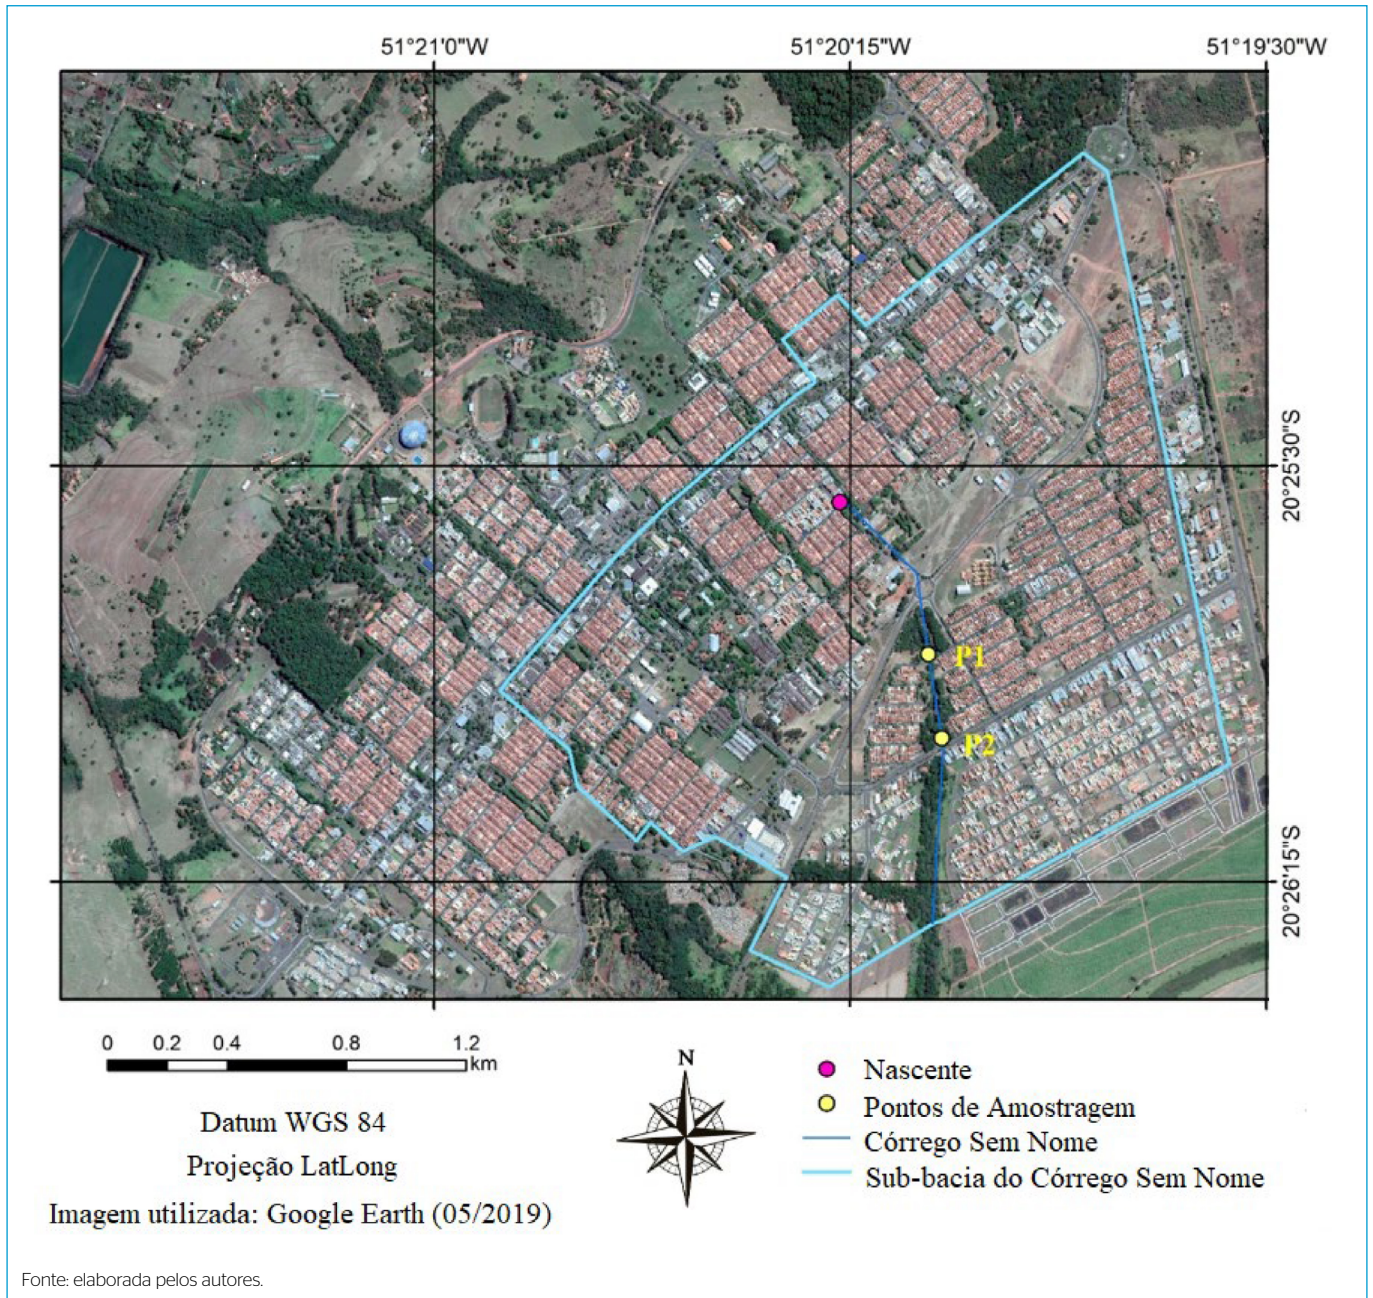 51°21'0"W
51°20'15"W
51°19'30"W
20°25'30"S
P1
P2
20°26'15"S
0 0.2 0.4 0.8 1.2
km
N
Datum WGS 84
Projeção LatLong
Imagem utilizada: Google Earth (05/2019)
Nascente
Pontos de Amostragem
Córrego Sem Nome
Sub-bacia do Córrego Sem Nome
Fonte: elaborada pelos autores.